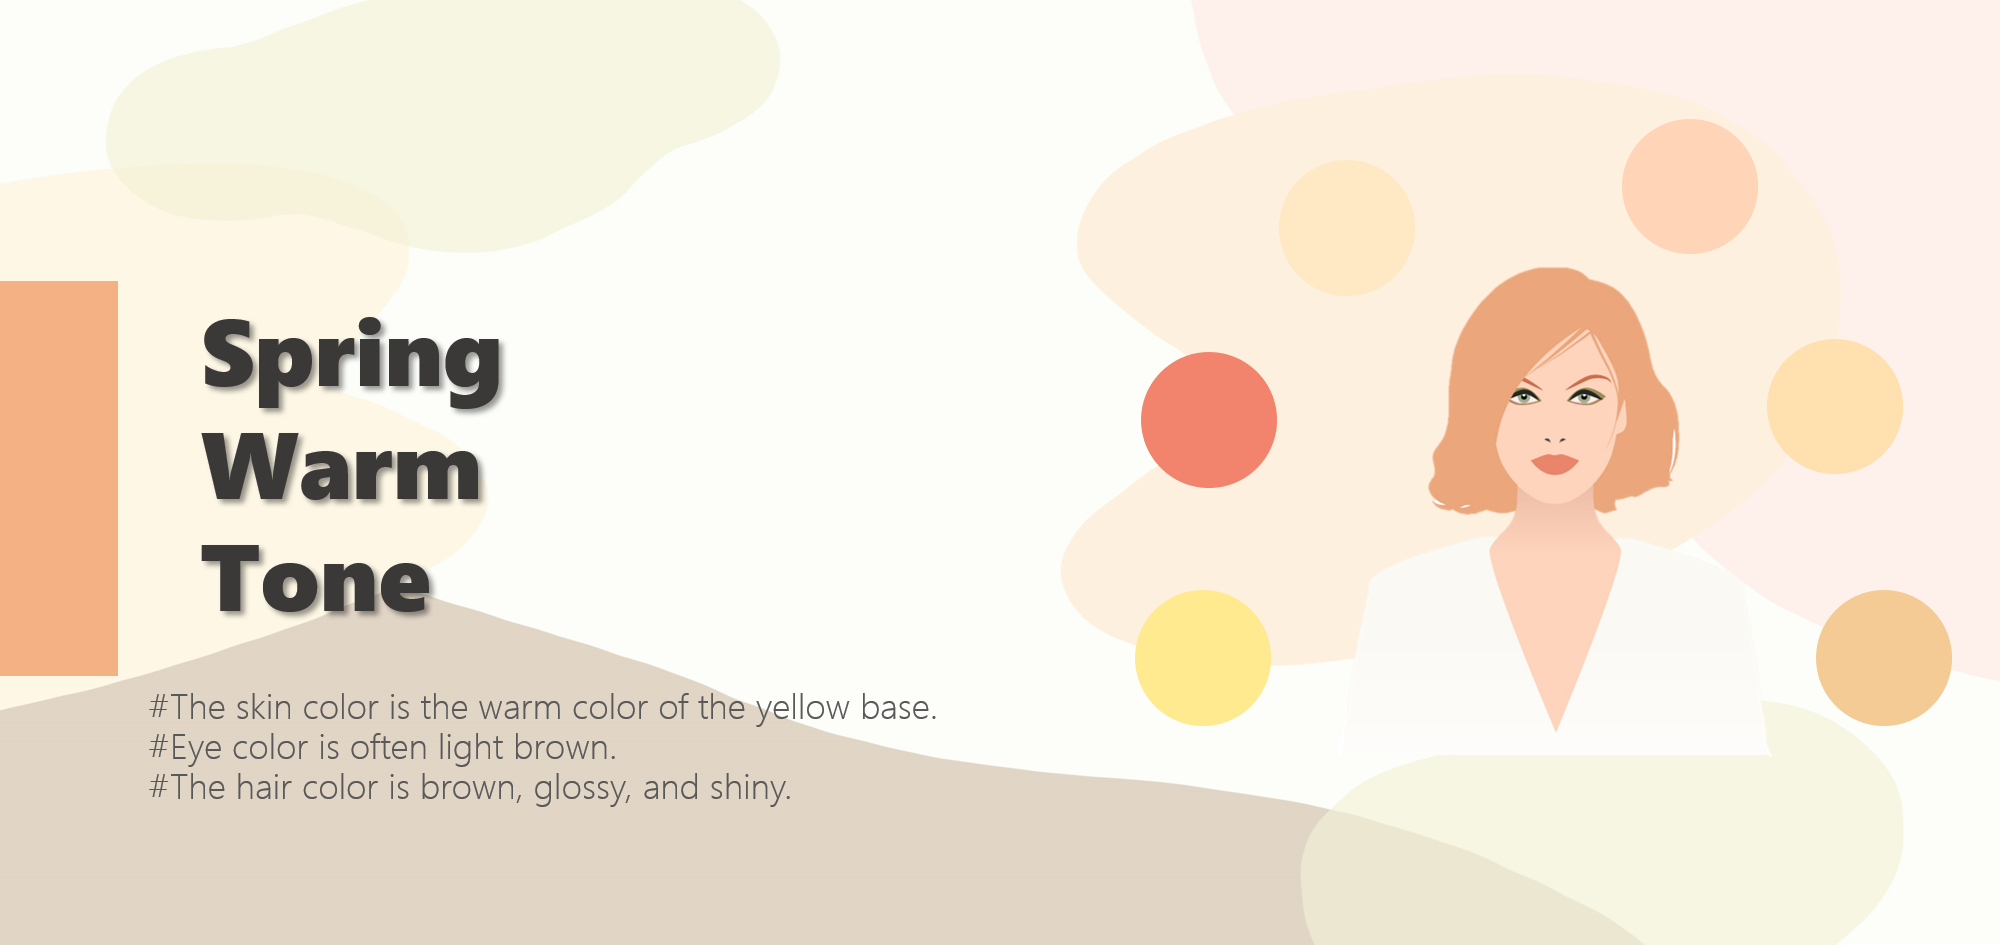 Spring
Warm
Tone
#The skin color is the warm color of the yellow base.
#Eye color is often light brown.
#The hair color is brown, glossy, and shiny.